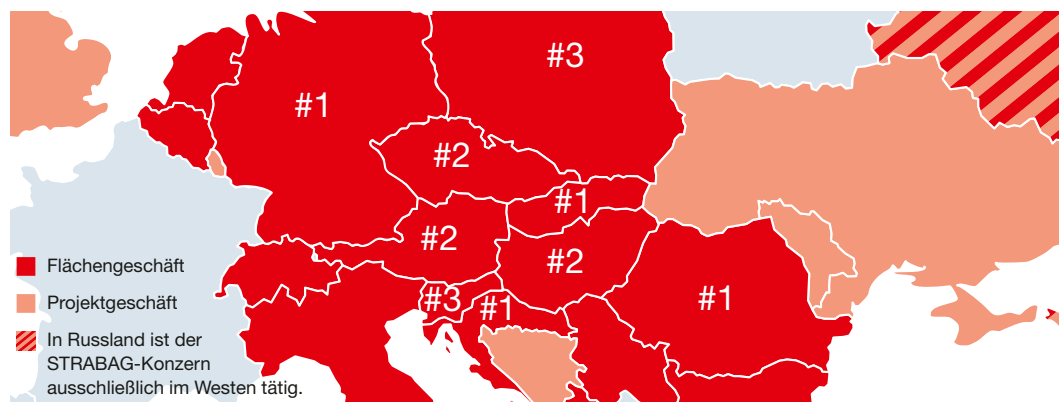 #3
#1
#2
#1
#2
#2
#1
#3
#1
Flächengeschäft
Projektgeschäft
In Russland ist der
STRABAG-Konzern
ausschließlich im Westen tätig.